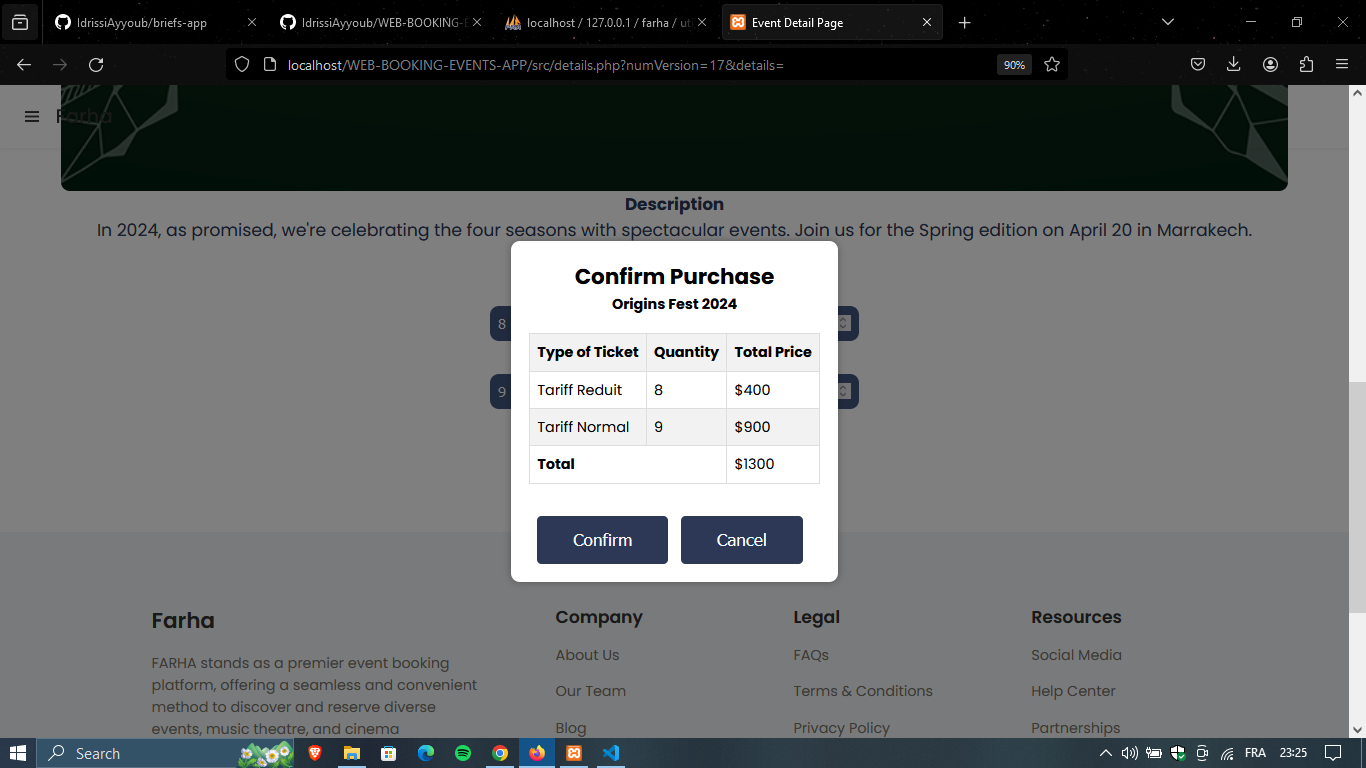 IdrissiAyyoub/briefs-app
IdrissiAyyoub/WEB-BOOKING-E
localhost / 127.0.0.1 / farha / ut
Event Detail Page
localhost/WEB-BOOKING-EVENTS-APP/src/details.php?numVersion=17&details=
90%
Farha
Description
In 2024, as promised, we're celebrating the four seasons with spectacular events. Join us for the Spring edition on April 20 in Marrakech.
8
9
Confirm Purchase
Origins Fest 2024
Type of Ticket Quantity Total Price
Tariff Reduit 8 $400
Tariff Normal 9 $900
Total $1300
Confirm Cancel
Farha
FARHA stands as a premier event booking
platform, offering a seamless and convenient
method to discover and reserve diverse
events, music theatre, and cinema
Company
About Us
Our Team
Blog
Legal
FAQs
Terms & Conditions
Privacy Policy
Resources
Social Media
Help Center
Partnerships
Search
FRA
23:25